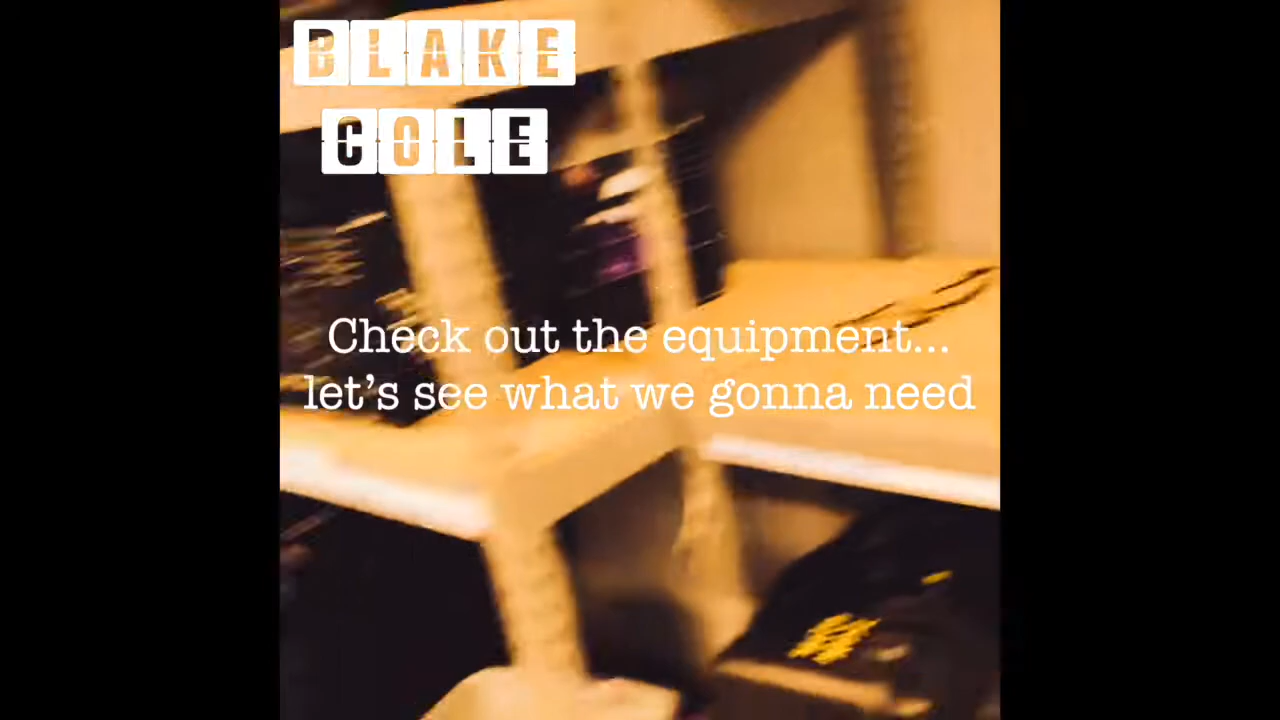 BLAKE
COLE
Check out the equipment...
let’s see what we gonna need